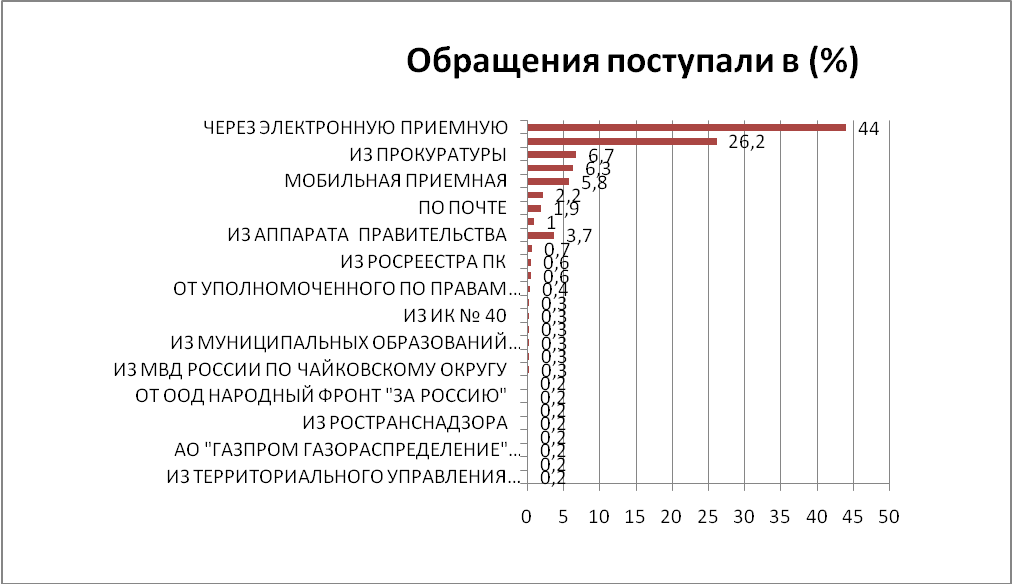 Обращения поступали в (%)
ЧЕРЕЗ ЭЛЕКТРОННУЮ ПРИЕМНУЮ 44
26,2
ИЗ ПРОКУРАТУРЫ 6,7
6,3
МОБИЛЬНАЯ ПРИЕМНАЯ 5,8
2,2
ПО ПОЧТЕ 1,9
1
ИЗ АППАРАТА ПРАВИТЕЛЬСТВА 3,7
0,7
ИЗ РОСРЕЕСТРА ПК 0,6
0,6
ОТ УПОЛНОМОЧЕННОГО ПО ПРАВАМ... 0,4
0,3
ИЗ ИК № 40 0,3
0,3
ИЗ МУНИЦИПАЛЬНЫХ ОБРАЗОВАНИЙ... 0,3
0,3
ИЗ МВД РОССИИ ПО ЧАЙКОВСКОМУ ОКРУГУ 0,3
0,2
ОТ ООД НАРОДНЫЙ ФРОНТ "ЗА РОССИЮ" 0,2
0,2
ИЗ РОСТРАНСНАДЗОРА 0,2
0,2
АО "ГАЗПРОМ ГАЗОРАСПРЕДЕЛЕНИЕ"... 0,2
0,2
ИЗ ТЕРРИТОРИАЛЬНОГО УПРАВЛЕНИЯ... 0,2
0 5 10 15 20 25 30 35 40 45 50